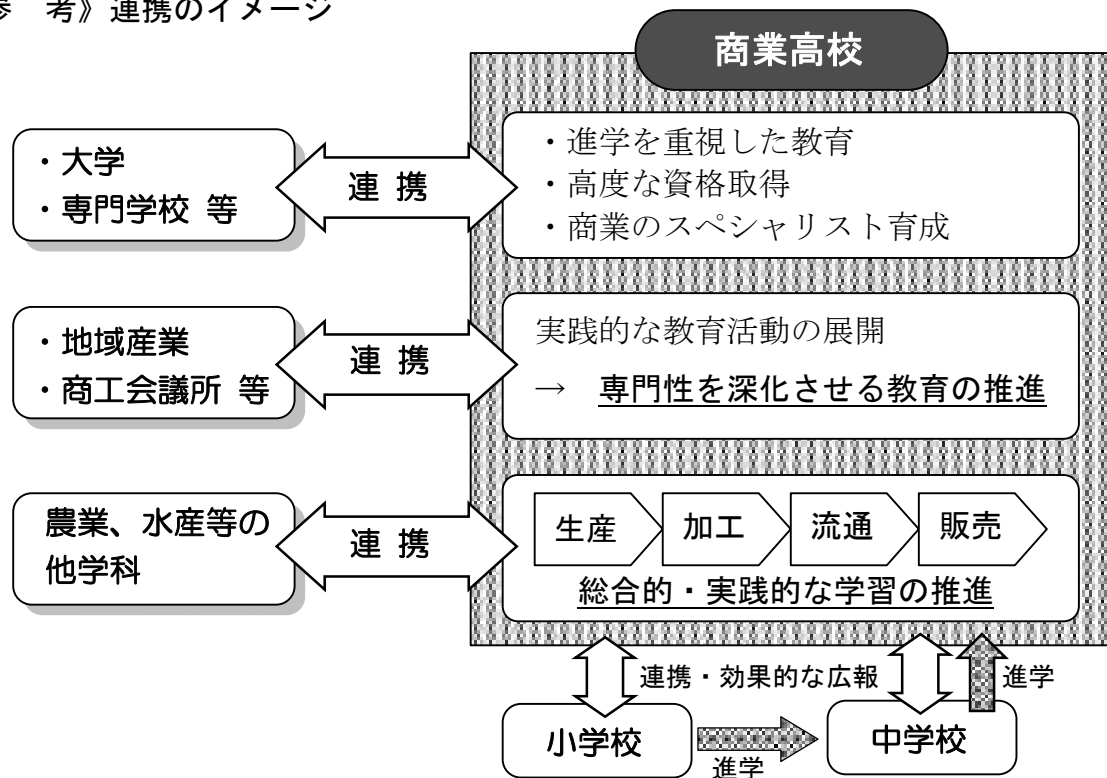 考》連携のイメージ
商業高校
・大学
・専門学校 等
連 携
・進学を重視した教育
・高度な資格取得
・商業のスペシャリスト育成
・地域産業
・商工会議所 等
連 携
実践的な教育活動の展開
→ 専門性を深化させる教育の推進
農業、水産等の
他学科
連 携
生産 加工 流通 販売
総合的・実践的な学習の推進
連携・効果的な広報
進学
小学校
進学
中学校